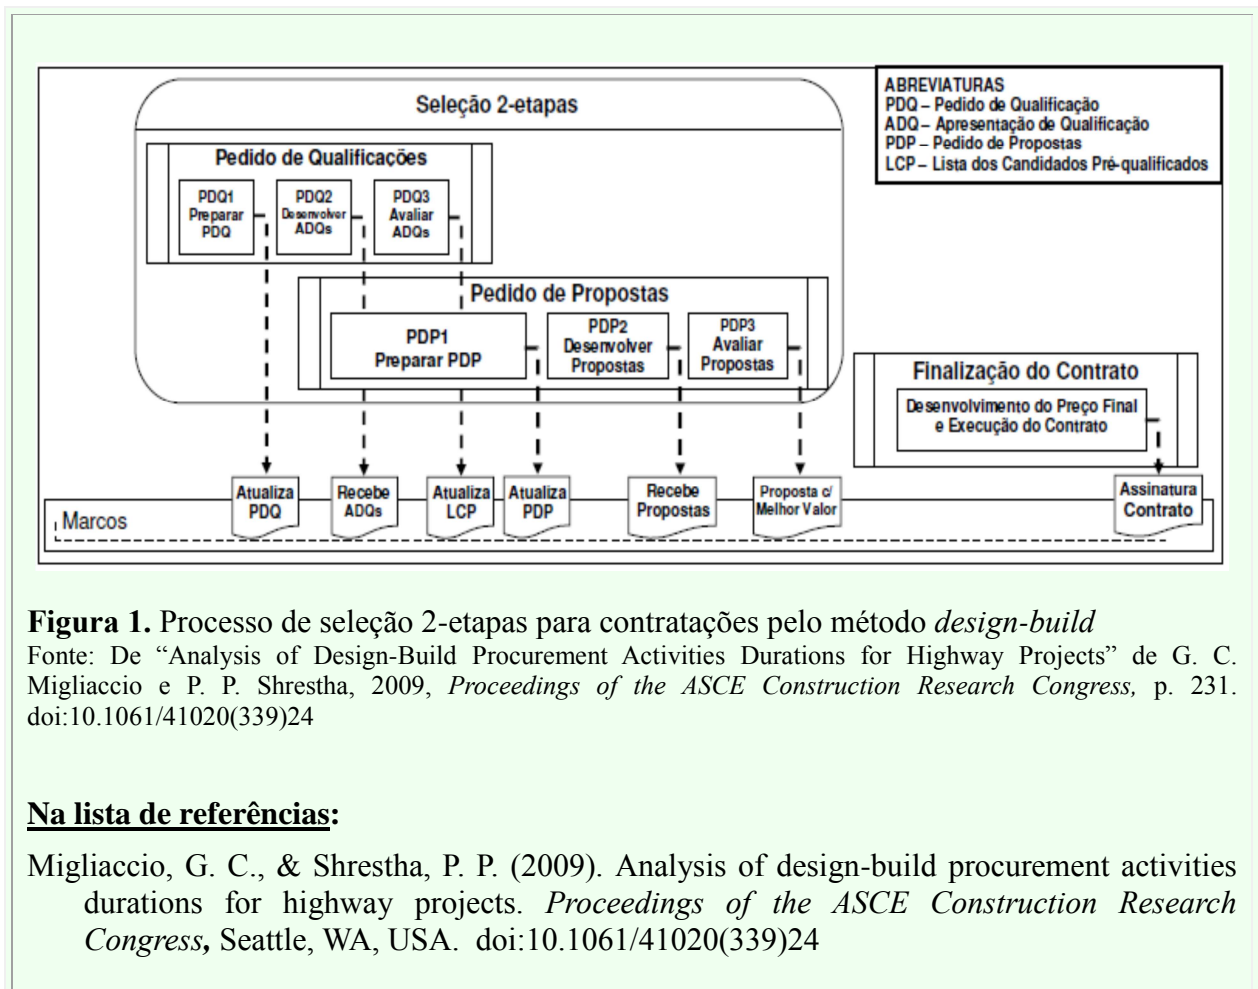 Seleção 2-etapas
ABREVIATURAS
PDQ – Pedido de Qualificação
ADQ – Apresentação de Qualificação
PDP – Pedido de Propostas
LCP – Lista dos Candidados Pré-qualificados
Pedido de Qualificações
PDQ1
Preparar
PDQ
PDQ2
Desenvolver
ADQs
PDQ3
Avaliar
ADQs
Pedido de Propostas
PDP1
Preparar PDP
PDP2
Desenvolver
Propostas
PDP3
Avaliar
Propostas
Finalização do Contrato
Desenvolvimento do Preço Final
e Execução do Contrato
Marcos
Atualiza
PDQ
Recebe
ADQs
Atualiza
LCP
Atualiza
PDP
Recebe
Propostas
Proposta c/
Melhor Valor
Assinatura
Contrato
Figura 1. Processo de seleção 2-etapas para contratações pelo método design-build
Fonte: De “Analysis of Design-Build Procurement Activities Durations for Highway Projects” de G. C.
Migliaccio e P. P. Shrestha, 2009, Proceedings of the ASCE Construction Research Congress, p. 231.
doi:10.1061/41020(339)24
Na lista de referências:
Migliaccio, G. C., & Shrestha, P. P. (2009). Analysis of design-build procurement activities
durations for highway projects. Proceedings of the ASCE Construction Research
Congress, Seattle, WA, USA. doi:10.1061/41020(339)24